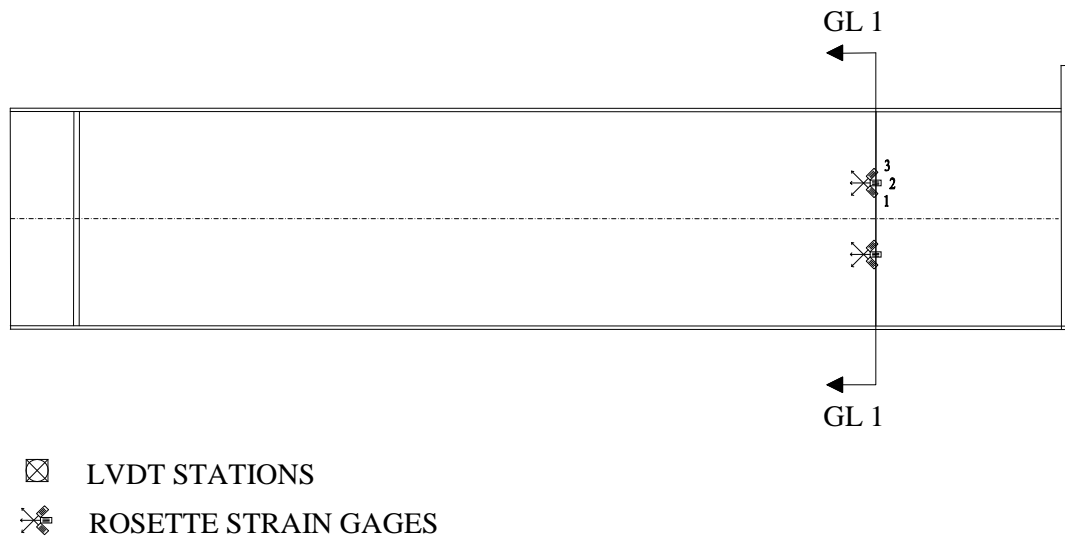 GL 1
3
2
1
GL 1
LVDT STATIONS
ROSETTE STRAIN GAGES